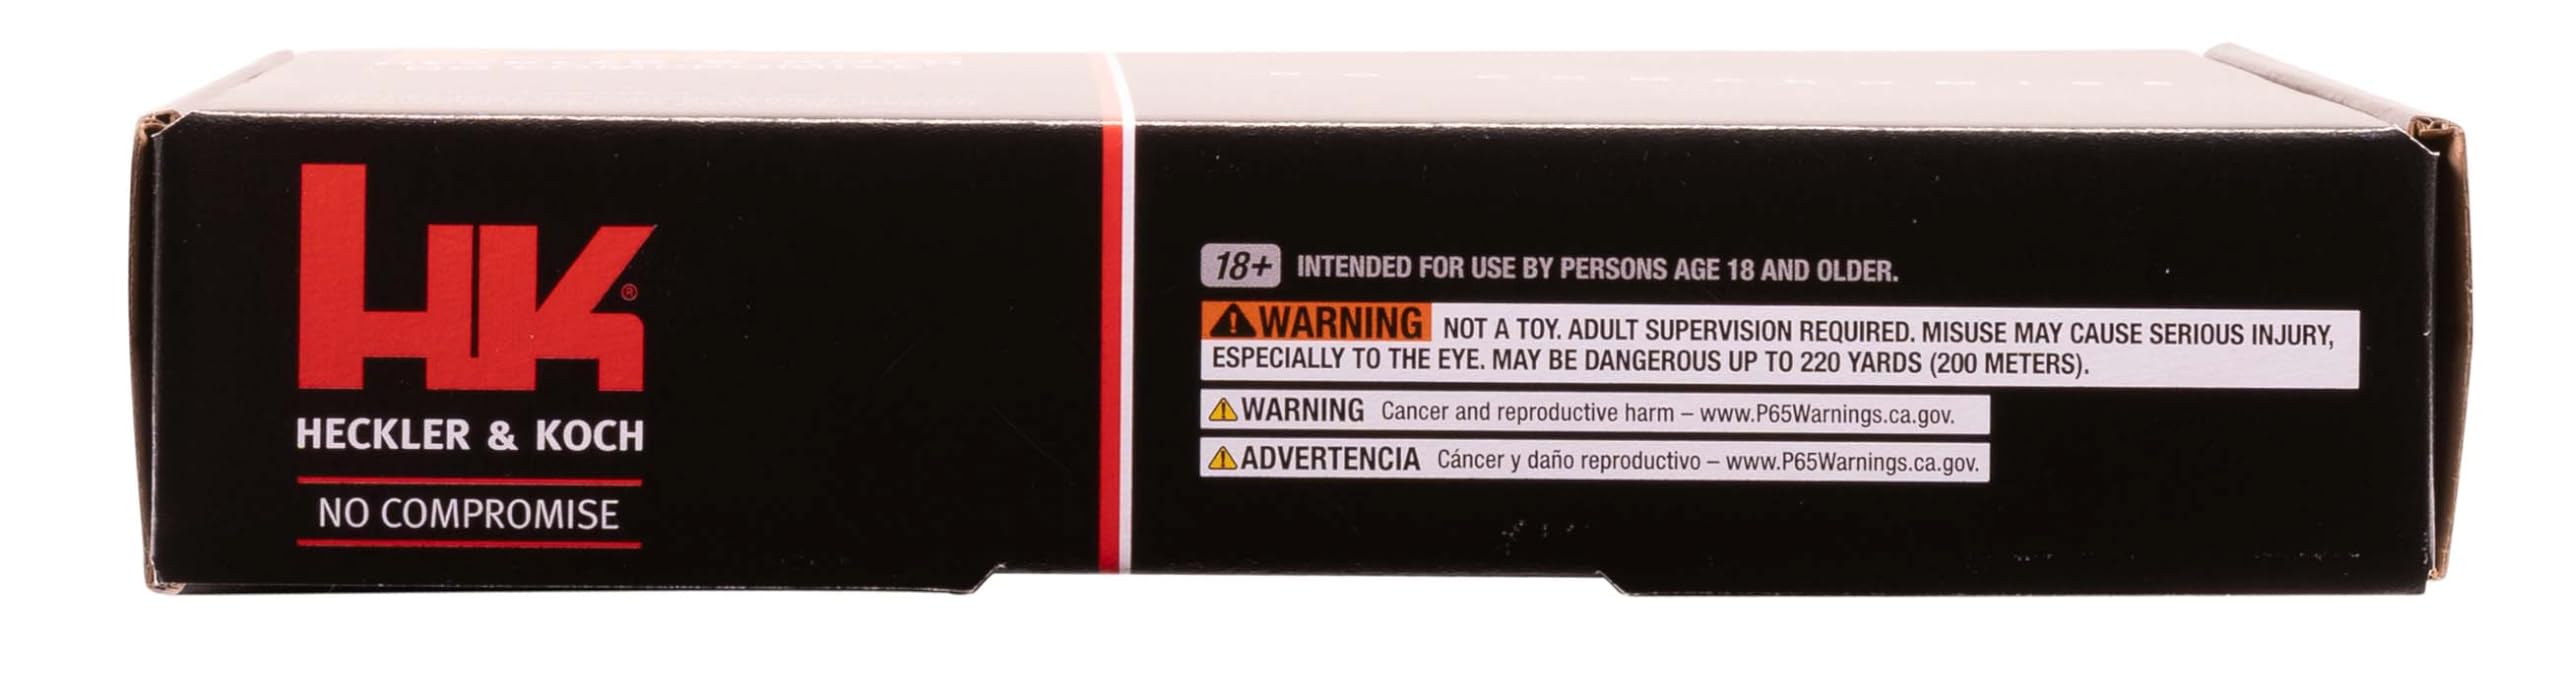 HK®
HECKLER & KOCH
NO COMPROMISE
18+ INTENDED FOR USE BY PERSONS AGE 18 AND OLDER.
WARNING NOT A TOY. ADULT SUPERVISION REQUIRED. MISUSE MAY CAUSE SERIOUS INJURY,
ESPECIALLY TO THE EYE. MAY BE DANGEROUS UP TO 220 YARDS (200 METERS).
WARNING Cancer and reproductive harm – www.P65Warnings.ca.gov.
ADVERTENCIA Cáncer y daño reproductivo – www.P65Warnings.ca.gov.